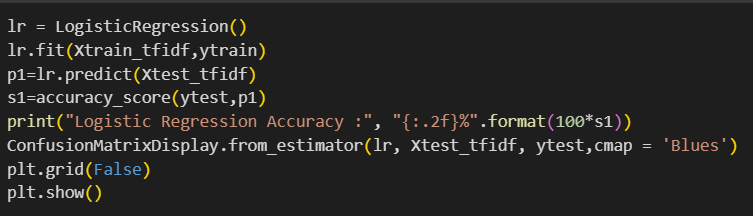 lr = LogisticRegression()
lr.fit(Xtrain_tfidf,ytrain)
p1=lr.predict(Xtest_tfidf)
s1=accuracy_score(ytest,p1)
print("Logistic Regression Accuracy :", "{:.2f}%".format(100*s1))
ConfusionMatrixDisplay.from_estimator(lr, Xtest_tfidf, ytest,cmap = 'Blues')
plt.grid(False)
plt.show()